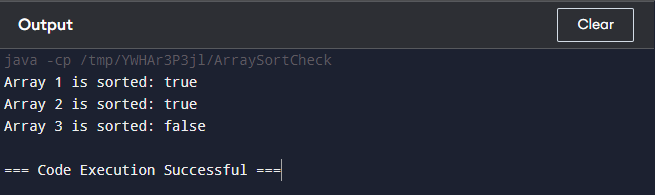 Output
Clear
java -cp /tmp/YWHAr3P3jl/ArraySortCheck
Array 1 is sorted: true
Array 2 is sorted: true
Array 3 is sorted: false
=== Code Execution Successful ===